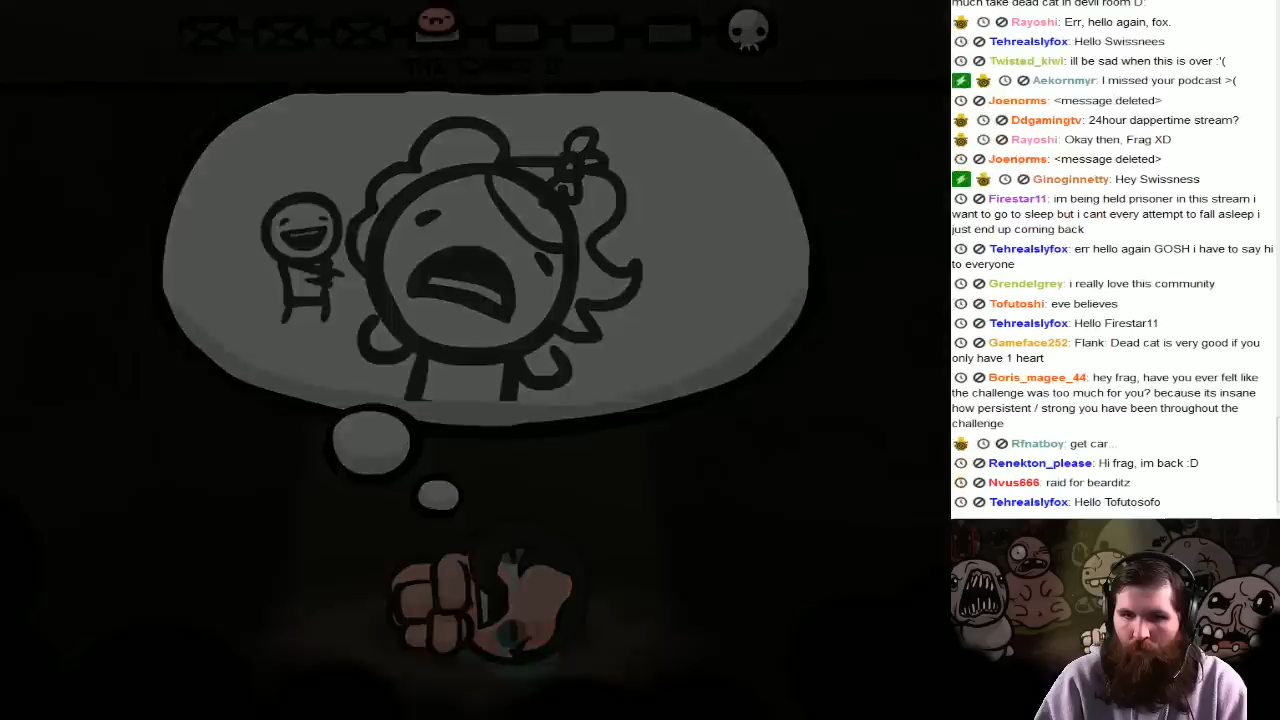 much take dead cat in devil room D:
Rayoshi: Err, hello again, fox.
Tehrealslyfox: Hello Swissnees
Twisted_kiwi: ill be sad when this is over :'(
Aekornmyr: I missed your podcast >(
Joenorms: <message deleted>
Ddgamingtv: 24hour dappertime stream?
Rayoshi: Okay then, Frag XD
Joenorms: <message deleted>
Ginoginnetty: Hey Swissness
Firestar11: im being held prisoner in this stream i
want to go to sleep but i cant every attempt to fall asleep i
just end up coming back
Tehrealslyfox: err hello again GOSH i have to say hi
to everyone
Grendelgrey: i really love this community
Tofutoshi: eve believes
Tehrealslyfox: Hello Firestar11
Gameface252: Flank: Dead cat is very good if you
only have 1 heart
Boris_magee_44: hey frag, have you ever felt like
the challenge was too much for you? because its insane
how persistent / strong you have been throughout the
challenge
Rfnatboy: get car...
Renekton_please: Hi frag, im back :D
Nvus666: raid for bearditz
Tehrealslyfox: Hello Tofutosofo